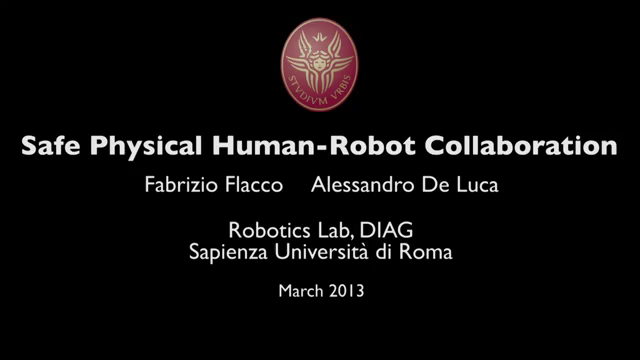 STVDIVM VRBIS
Safe Physical Human-Robot Collaboration
Fabrizio Flacco Alessandro De Luca
Robotics Lab, DIAG
Sapienza Università di Roma
March 2013